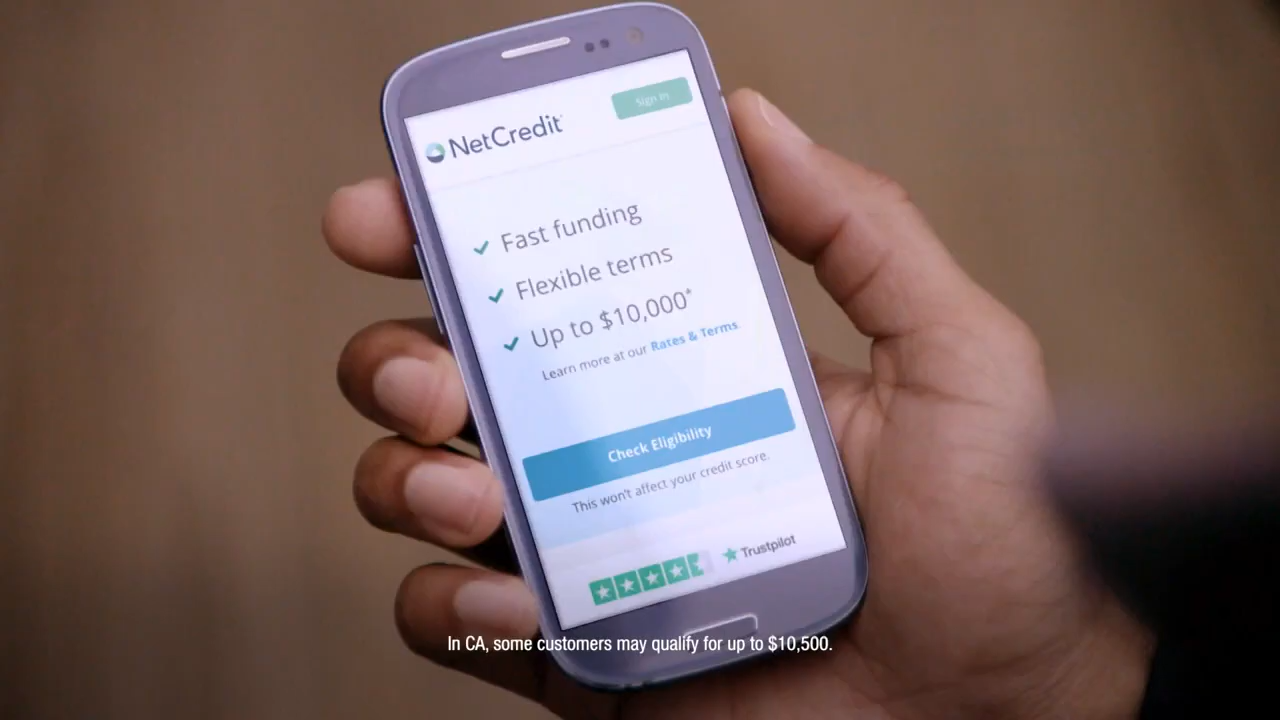 Sign In
NetCredit
Fast funding
Flexible terms
Up to $10,000*
Learn more at our Rates & Terms.
Check Eligibility
This won't affect your credit score.
Trustpilot
In CA, some customers may qualify for up to $10,500.